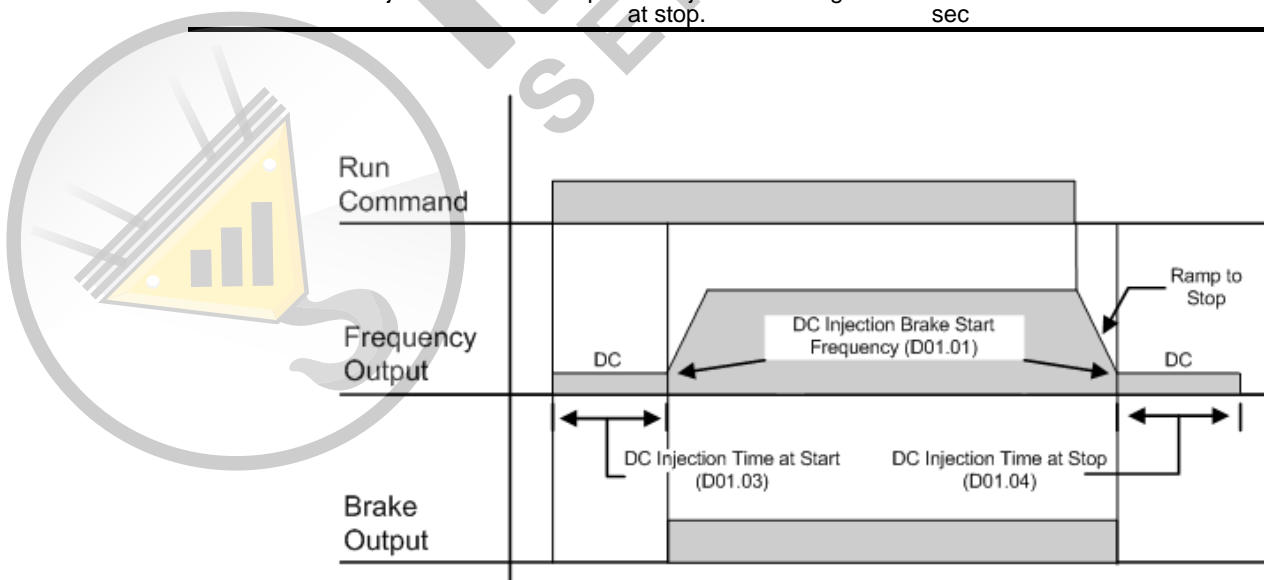 at stop. sec
Run
Command
Ramp to
Stop
DC Injection Brake Start
Frequency (D01.01)
Frequency
Output
DC
DC
DC Injection Time at Start
(D01.03)
DC Injection Time at Stop
(D01.04)
Brake
Output